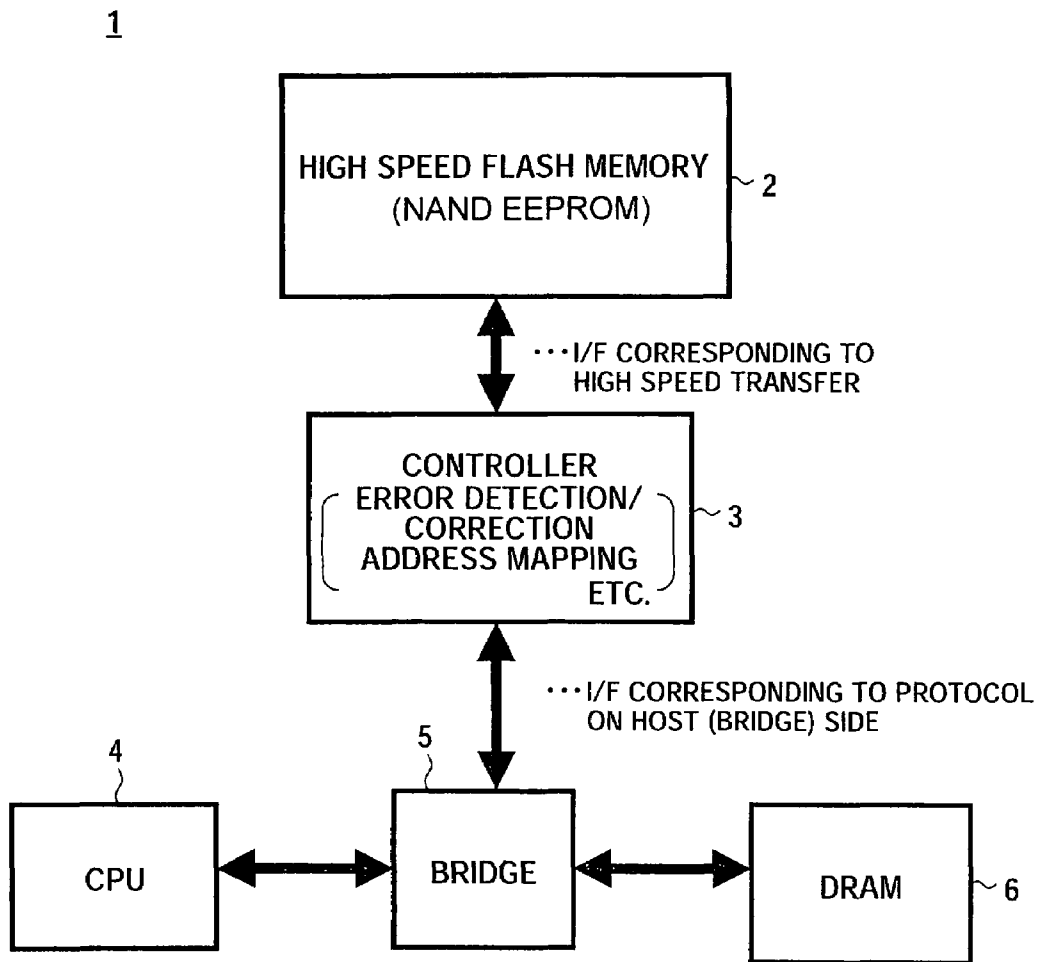 1
HIGH SPEED FLASH MEMORY
(NAND EEPROM)
2
···I/F CORRESPONDING TO
HIGH SPEED TRANSFER
CONTROLLER
ERROR DETECTION/
CORRECTION
ADDRESS MAPPING
ETC.
3
···I/F CORRESPONDING TO PROTOCOL
ON HOST (BRIDGE) SIDE
4
5
CPU
BRIDGE
DRAM
6